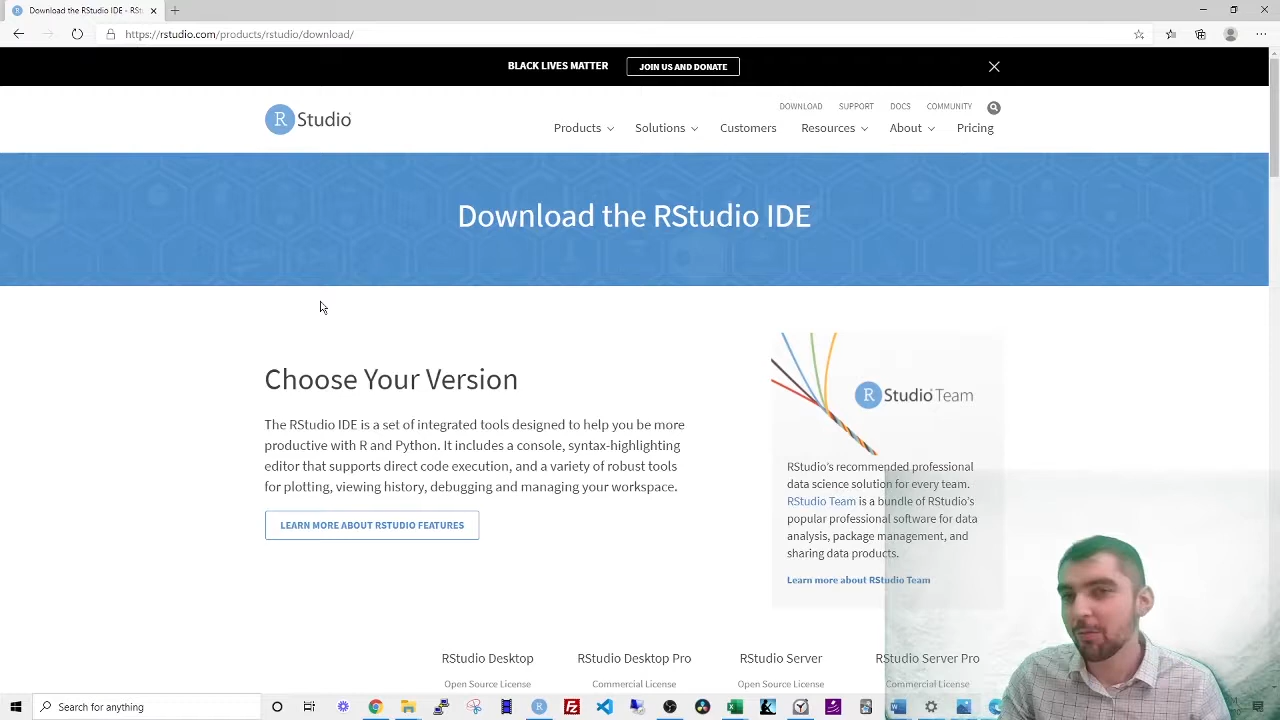 Download the RStudio IDE - RSt
https://rstudio.com/products/rstudio/download/
BLACK LIVES MATTER
JOIN US AND DONATE
R Studio
DOWNLOAD SUPPORT DOCS COMMUNITY
Products Solutions Customers Resources About Pricing
Download the RStudio IDE
Choose Your Version
The RStudio IDE is a set of integrated tools designed to help you be more
productive with R and Python. It includes a console, syntax-highlighting
editor that supports direct code execution, and a variety of robust tools
for plotting, viewing history, debugging and managing your workspace.
LEARN MORE ABOUT RSTUDIO FEATURES
R Studio Team
RStudio's recommended professional
data science solution for every team.
RStudio Team is a bundle of RStudio's
popular professional software for data
analysis, package management, and
sharing data products.
Learn more about RStudio Team
RStudio Desktop RStudio Desktop Pro RStudio Server RStudio Server Pro
Open Source License Commercial License Open Source License Commercial License
Search for anything